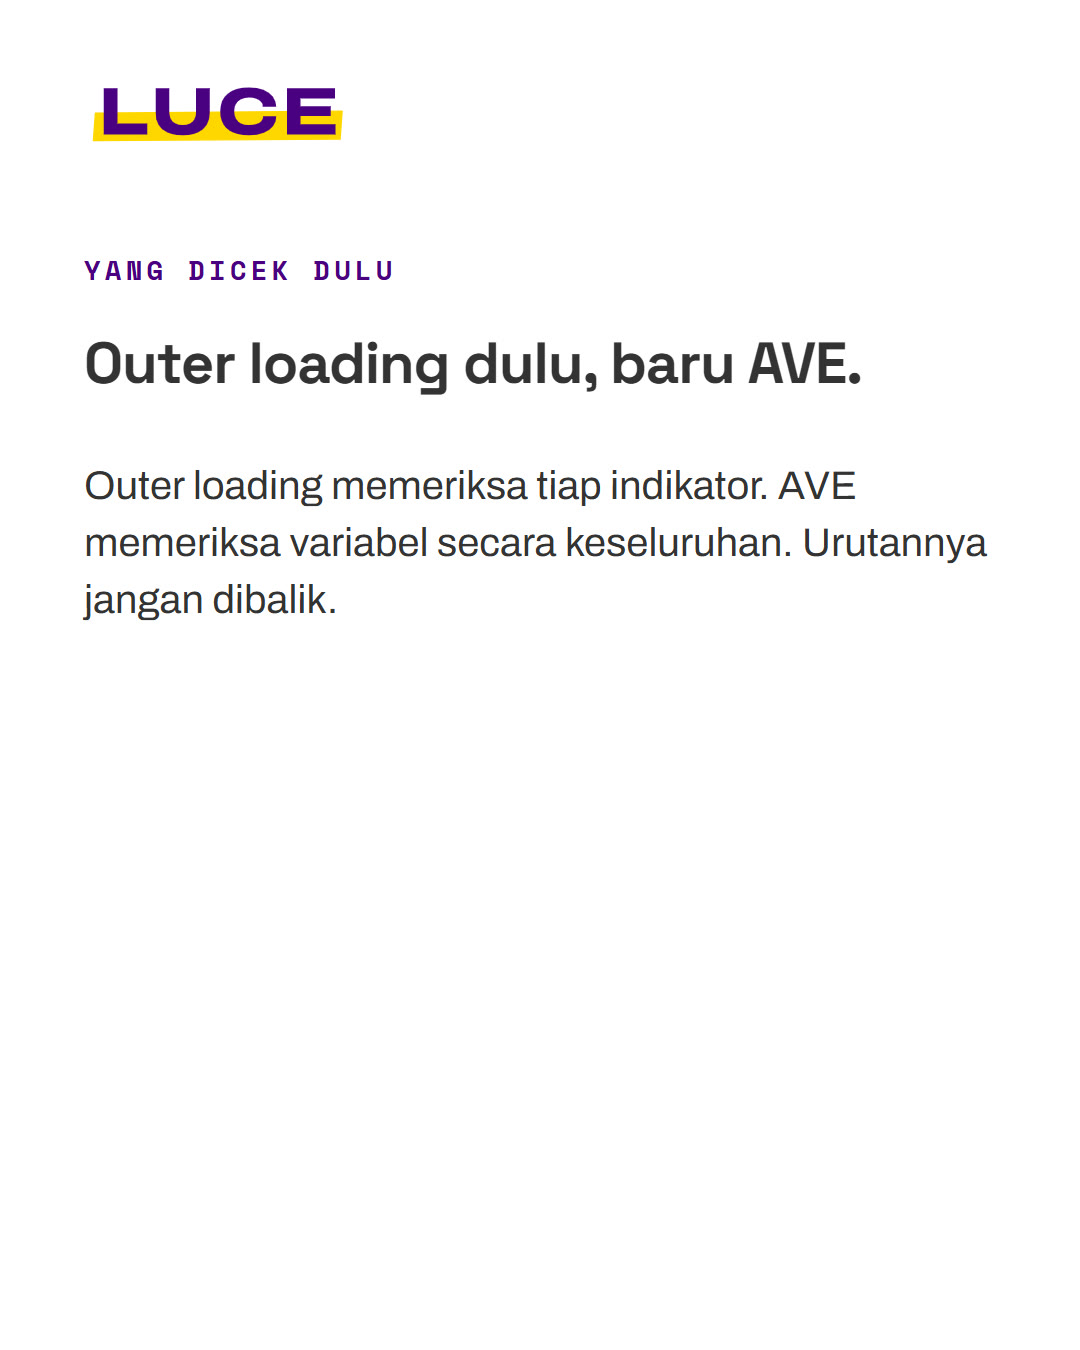 LUCE
YANG DICEK DULU
Outer loading dulu, baru AVE.
Outer loading memeriksa tiap indikator. AVE
memeriksa variabel secara keseluruhan. Urutannya
jangan dibalik.